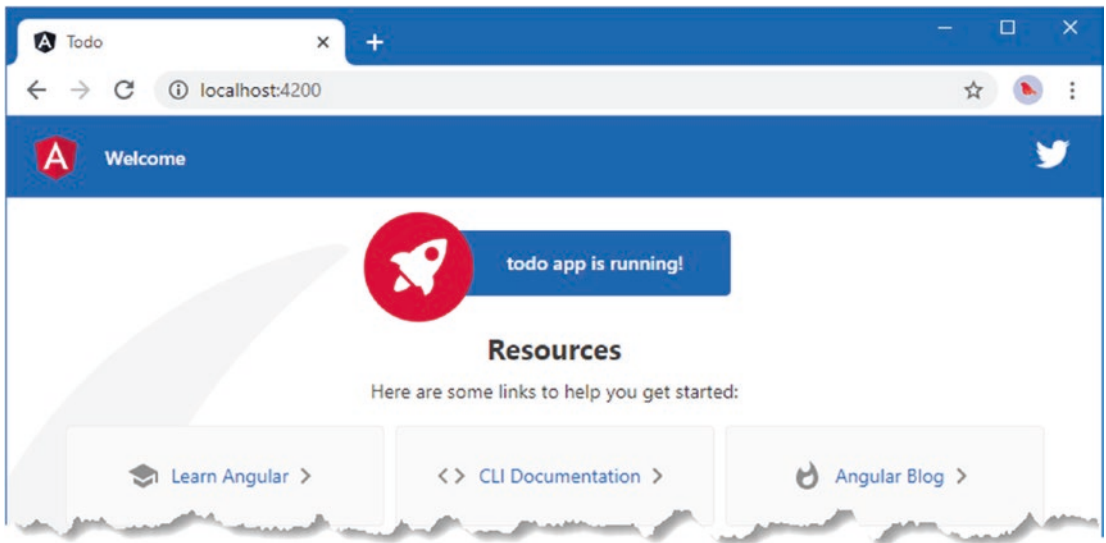 Todo
localhost:4200
Welcome
todo app is running!
Resources
Here are some links to help you get started:
Learn Angular
CLI Documentation
Angular Blog